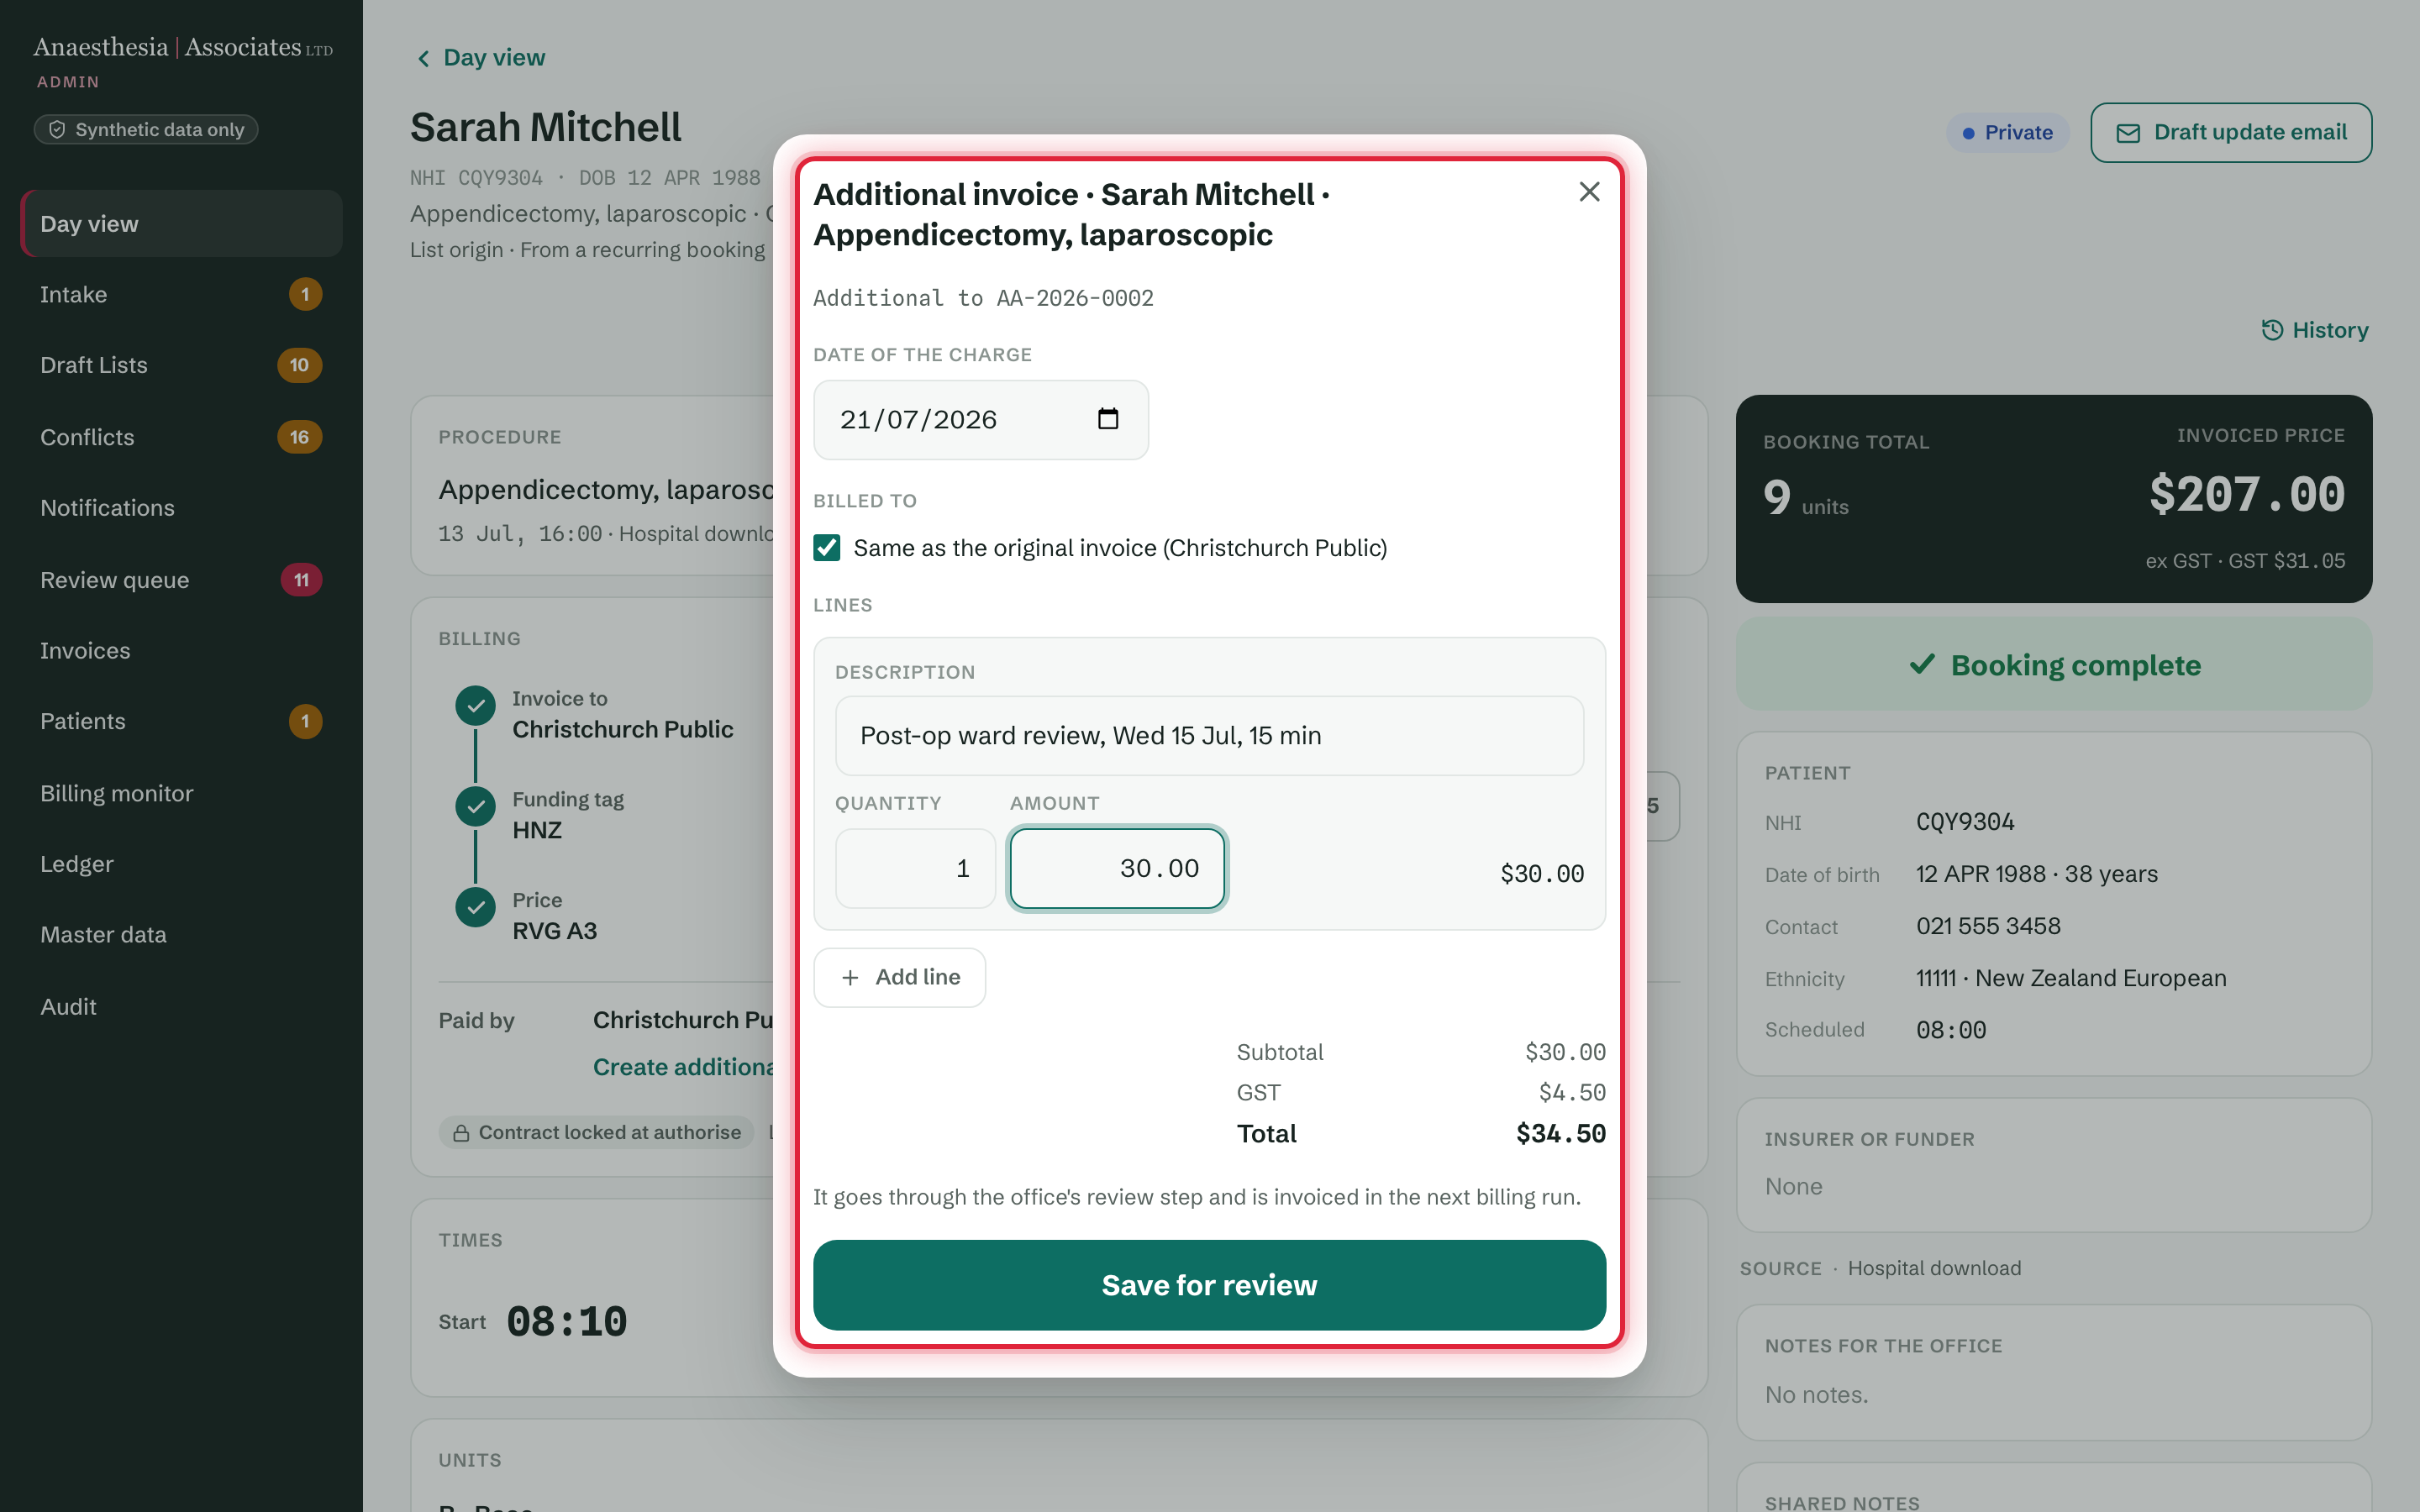 Anaesthesia | Associates LTD
ADMIN
Synthetic data only
Day view
Intake 1
Draft Lists 10
Conflicts 16
Notifications
Review queue 11
Invoices
Patients 1
Billing monitor
Ledger
Master data
Audit
Day view
Sarah Mitchell
NHI CQY9304 · DOB 12 APR 1988
Appendicectomy, laparoscopic ·
List origin · From a recurring booking
Private
Draft update email
History
PROCEDURE
Appendicectomy, laparosc
13 Jul, 16:00 · Hospital downlo
BILLING
Invoice to
Christchurch Public
Funding tag
HNZ
Price
RVG A3
Paid by Christchurch Pu
Create additiona
Contract locked at authorise
TIMES
Start 08:10
UNITS
Additional invoice · Sarah Mitchell ·
Appendicectomy, laparoscopic
Additional to AA-2026-0002
DATE OF THE CHARGE
21/07/2026
BILLED TO
Same as the original invoice (Christchurch Public)
LINES
DESCRIPTION
Post-op ward review, Wed 15 Jul, 15 min
QUANTITY AMOUNT
1 30.00 $30.00
Add line
Subtotal $30.00
GST $4.50
Total $34.50
It goes through the office's review step and is invoiced in the next billing run.
Save for review
5
BOOKING TOTAL INVOICED PRICE
9 units $207.00
ex GST · GST $31.05
Booking complete
PATIENT
NHI CQY9304
Date of birth 12 APR 1988 · 38 years
Contact 021 555 3458
Ethnicity 11111 · New Zealand European
Scheduled 08:00
INSURER OR FUNDER
None
SOURCE · Hospital download
NOTES FOR THE OFFICE
No notes.
SHARED NOTES